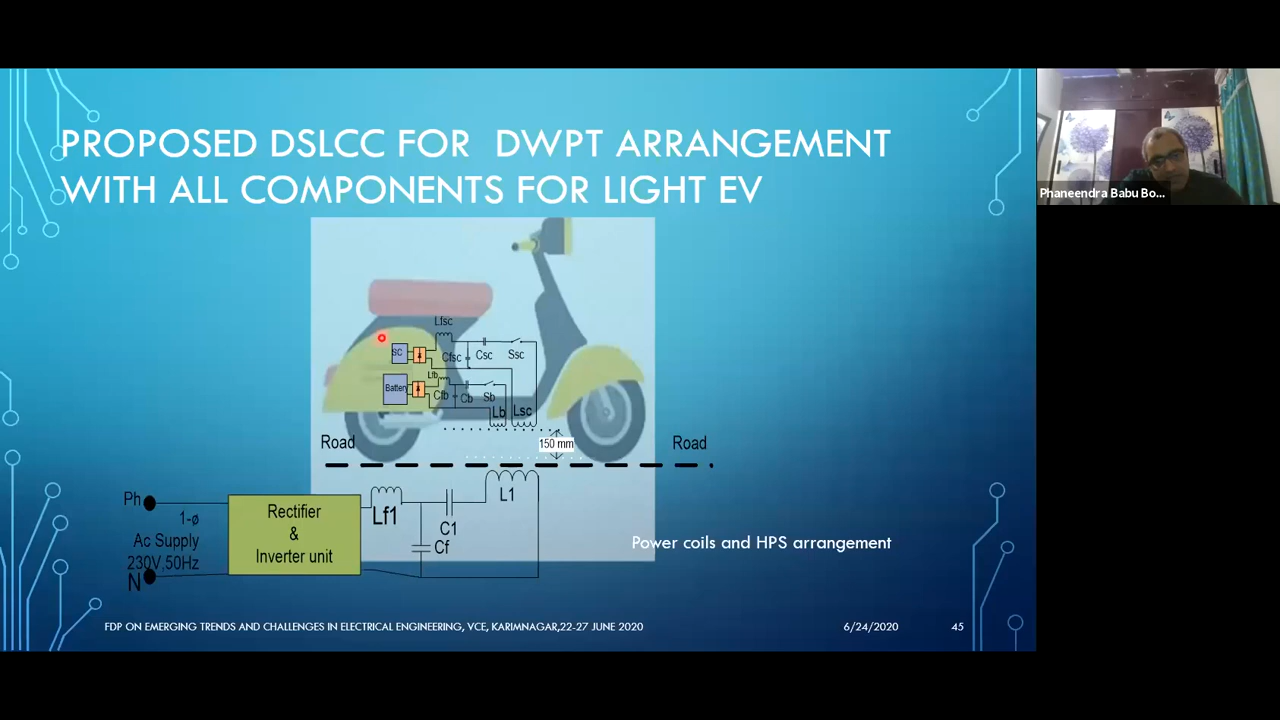 PROPOSED DSLCC FOR DWPT ARRANGEMENT
WITH ALL COMPONENTS FOR LIGHT EV
Phaneendra Babu Bo...
Lfsc
SC
Cfsc
Csc
Ssc
Lfb
Battery
Cfb
Cb
Sb
Lb
Lsc
Road
150 mm
Road
Ph
1-ø
Ac Supply
230V,50Hz
N
Rectifier
&
Inverter unit
Lf1
C1
Cf
L1
Power coils and HPS arrangement
FDP ON EMERGING TRENDS AND CHALLENGES IN ELECTRICAL ENGINEERING, VCE, KARIMNAGAR,22-27 JUNE 2020
6/24/2020
45